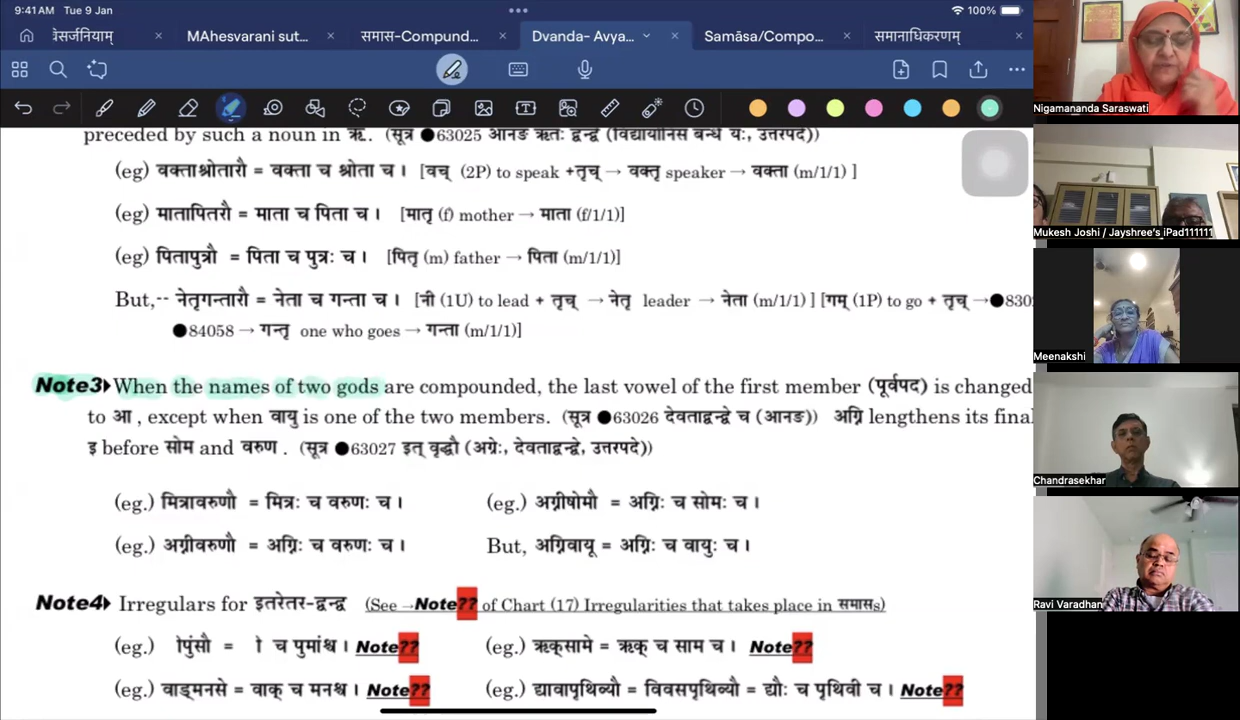 9:41 AM Tue 9 Jan
100%
वेसर्जनियाम्
MAhesvarani sut...
समास-Compund...
Dvanda- Avya...
Samāsa/Compo...
समानाधिकरणम्
preceded by such a noun in ऋ. (सूत्र ●63025 आनङ ऋतः द्वन्द्वे (विद्यायोनिसंबन्धेभ्यः, उत्तरपदे))
(eg) वक्ताश्रोतारौ = वक्ता च श्रोता च। [वच् (2P) to speak +तृच् → वक्तृ speaker → वक्ता (m/1/1) ]
(eg) मातापितरौ = माता च पिता च। [मातृ (f) mother → माता (f/1/1)]
(eg) पितापुत्रौ = पिता च पुत्रः च। [पितृ (m) father → पिता (m/1/1)]
But,-- नेतृगन्तारौ = नेता च गन्ता च। [नी (1U) to lead + तृच् → नेतृ leader → नेता (m/1/1) ] [गम् (1P) to go + तृच् →●830
●84058 → गन्तृ one who goes → गन्ता (m/1/1)]
Note3 When the names of two gods are compounded, the last vowel of the first member (पूर्वपद) is changed
to आ , except when वायु is one of the two members. (सूत्र ●63026 देवताद्वन्द्वे च (आनङ)) अग्नि lengthens its final
इ before सोम and वरुण . (सूत्र ●63027 इत् वृद्धौ (अग्नेः, देवताद्वन्द्वे, उत्तरपदे))
(eg.) मित्रावरुणौ = मित्रः च वरुणः च। (eg.) अग्नीषोमौ = अग्निः च सोमः च।
(eg.) अग्नीवरुणौ = अग्निः च वरुणः च। But, अग्निवायू = अग्निः च वायुः च।
Note4 Irregulars for इतरेतर-द्वन्द्व (See →Note?? of Chart (17) Irregularities that takes place in समासs)
(eg.) ोपुंसौ = ो च पुमांश्च। Note?? (eg.) ऋक्सामे = ऋक् च साम च। Note??
(eg.) वाङ्मनसे = वाक् च मनश्च। Note?? (eg.) द्यावापृथिव्यौ = दिवसपृथिव्यौ = द्यौः च पृथिवी च। Note??
Nigamananda Saraswati
Mukesh Joshi / Jayshree's iPad111111
Meenakshi
Chandrasekhar
Ravi Varadhan